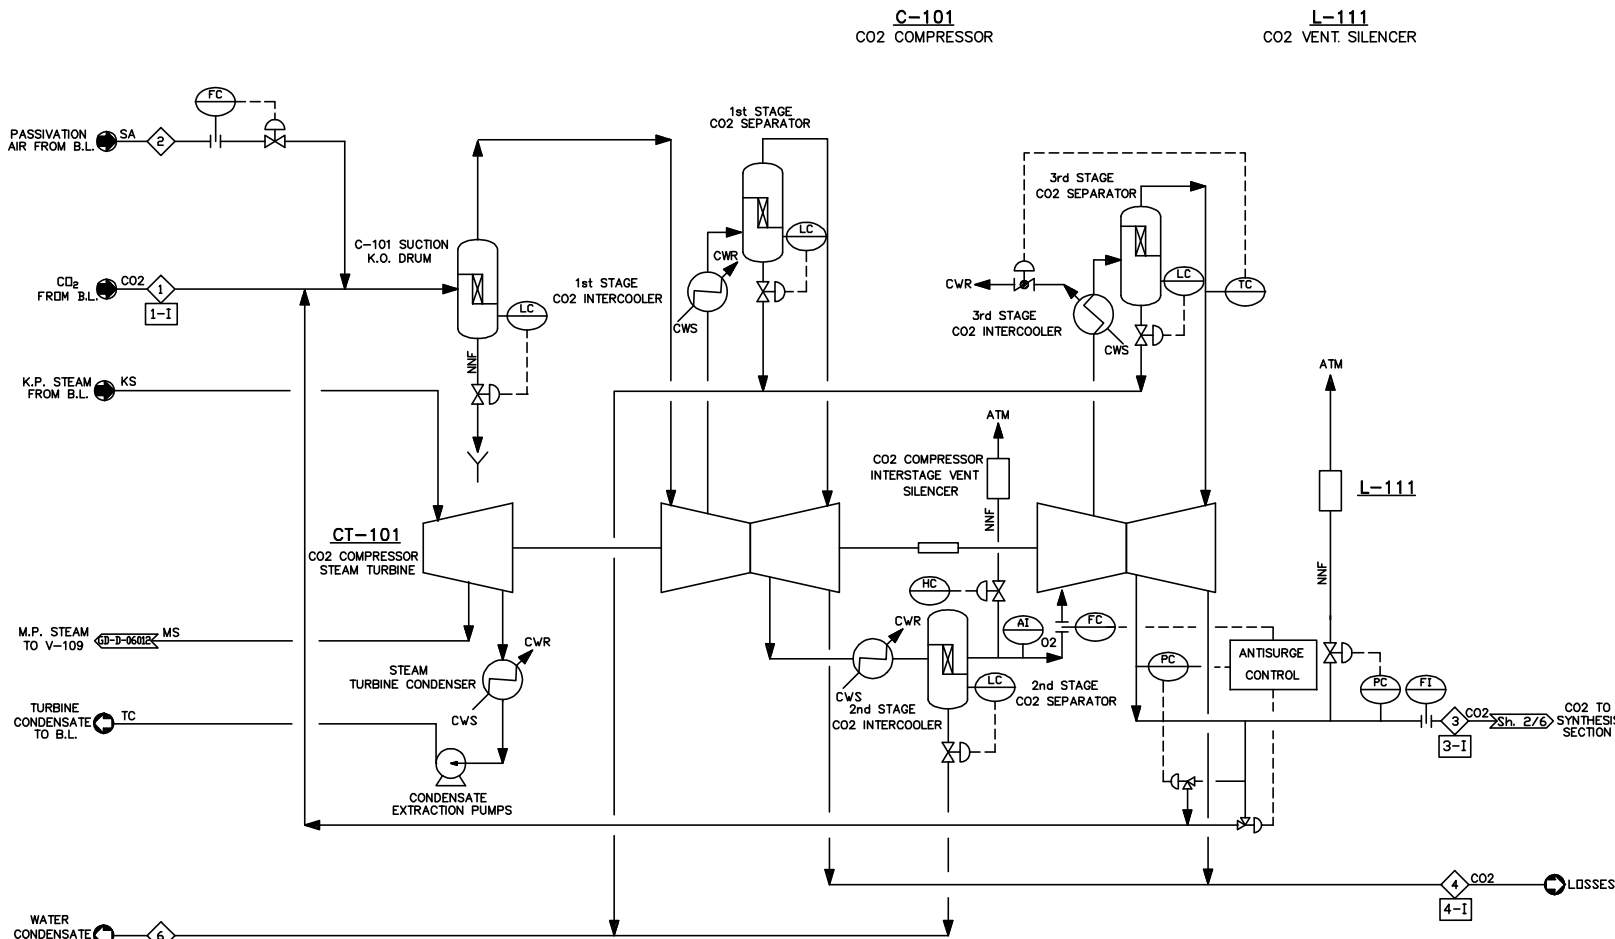 C-101
CO2 COMPRESSOR
L-111
CO2 VENT. SILENCER
FC
PASSIVATION
AIR FROM B.L.
SA
2
1st STAGE
CO2 SEPARATOR
LC
3rd STAGE
CO2 SEPARATOR
LC
TC
C-101 SUCTION
K.O. DRUM
CO2
FROM B.L.
CO2
1
1-I
LC
NNF
1st STAGE
CO2 INTERCOOLER
CWR
CWS
CWR
3rd STAGE
CO2 INTERCOOLER
CWS
K.P. STEAM
FROM B.L.
KS
ATM
ATM
CO2 COMPRESSOR
INTERSTAGE VENT
SILENCER
NNF
L-111
NNF
CT-101
CO2 COMPRESSOR
STEAM TURBINE
HC
AI
O2
FC
M.P. STEAM
TO V-109
GD-D-06012
MS
CWR
STEAM
TURBINE CONDENSER
CWS
CWR
CWS
2nd STAGE
CO2 INTERCOOLER
LC
2nd STAGE
CO2 SEPARATOR
PC
ANTISURGE
CONTROL
PC
FI
TURBINE
CONDENSATE
TO B.L.
TC
3
CO2
3-I
Sh. 2/6
CO2 TO
SYNTHESIS
SECTION
CONDENSATE
EXTRACTION PUMPS
4
CO2
4-I
LOSSES
WATER
CONDENSATE
6